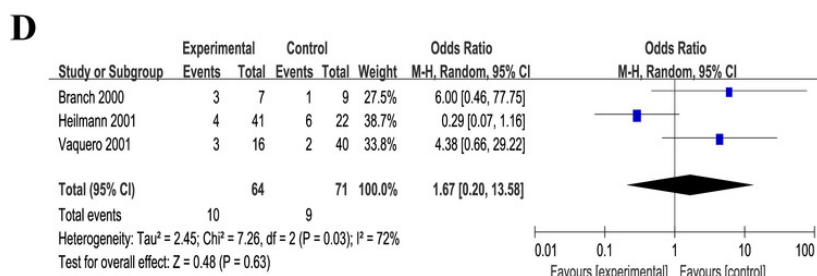 D
Experimental Control Odds Ratio Odds Ratio
Study or Subgroup Events Total Events Total Weight M-H, Random, 95% CI M-H, Random, 95% CI
Branch 2000 3 7 1 9 27.5% 6.00 [0.46, 77.75]
Heilmann 2001 4 41 6 22 38.7% 0.29 [0.07, 1.16]
Vaquero 2001 3 16 2 40 33.8% 4.38 [0.66, 29.22]
Total (95% CI) 64 71 100.0% 1.67 [0.20, 13.58]
Total events 10 9
Heterogeneity: Tau² = 2.45; Chi² = 7.26, df = 2 (P = 0.03); I² = 72%
Test for overall effect: Z = 0.48 (P = 0.63)
0.01 0.1 1 10 100
Favours [experimental] Favours [control]